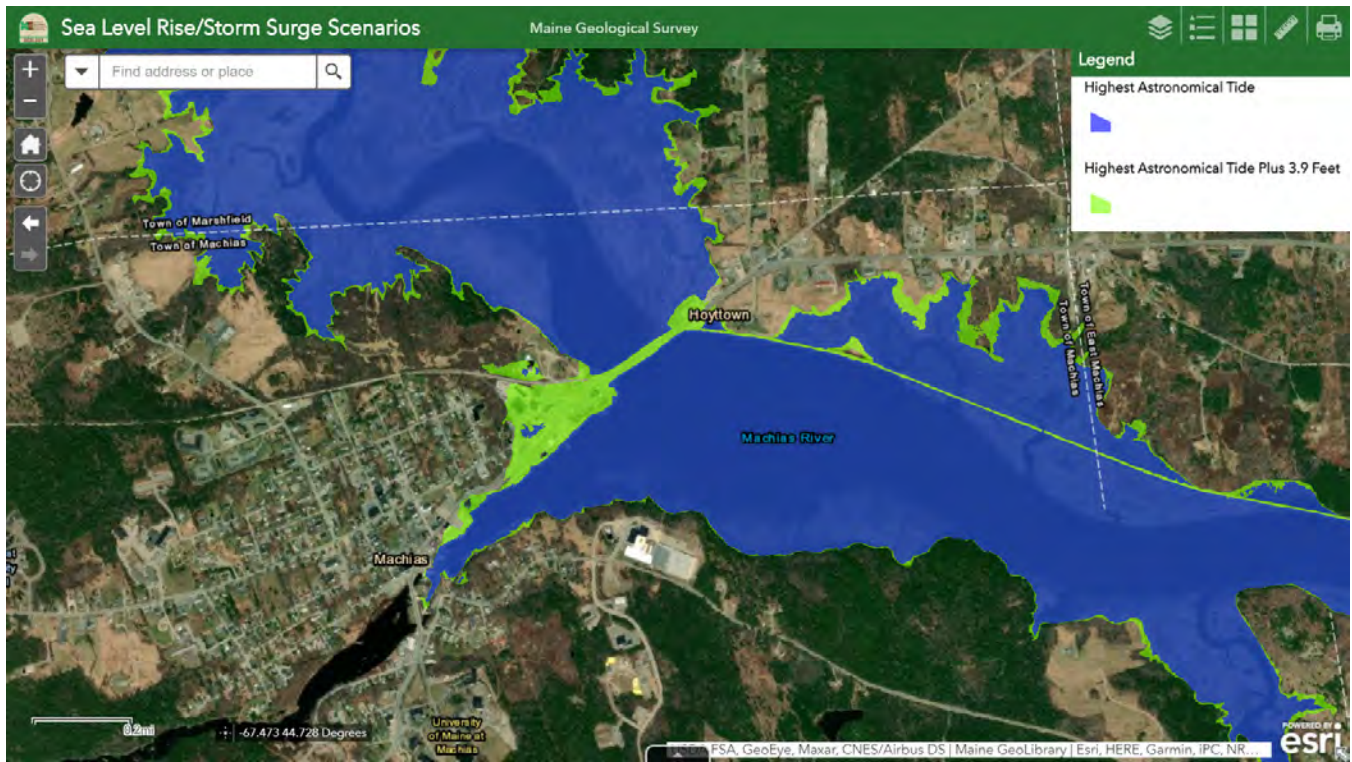 Sea Level Rise/Storm Surge Scenarios
Maine Geological Survey
Find address or place
Legend
Highest Astronomical Tide
Highest Astronomical Tide Plus 3.9 Feet
Town of Marshfield
Town of Machias
Hoyttown
Town of East Machias
Town of Machias
Machias River
Machias
University
of Maine at
Machias
0.2mi
-67.473 44.728 Degrees
FSA, GeoEye, Maxar, CNES/Airbus DS | Maine GeoLibrary | Esri, HERE, Garmin, iPC, NR...
POWERED BY
esri